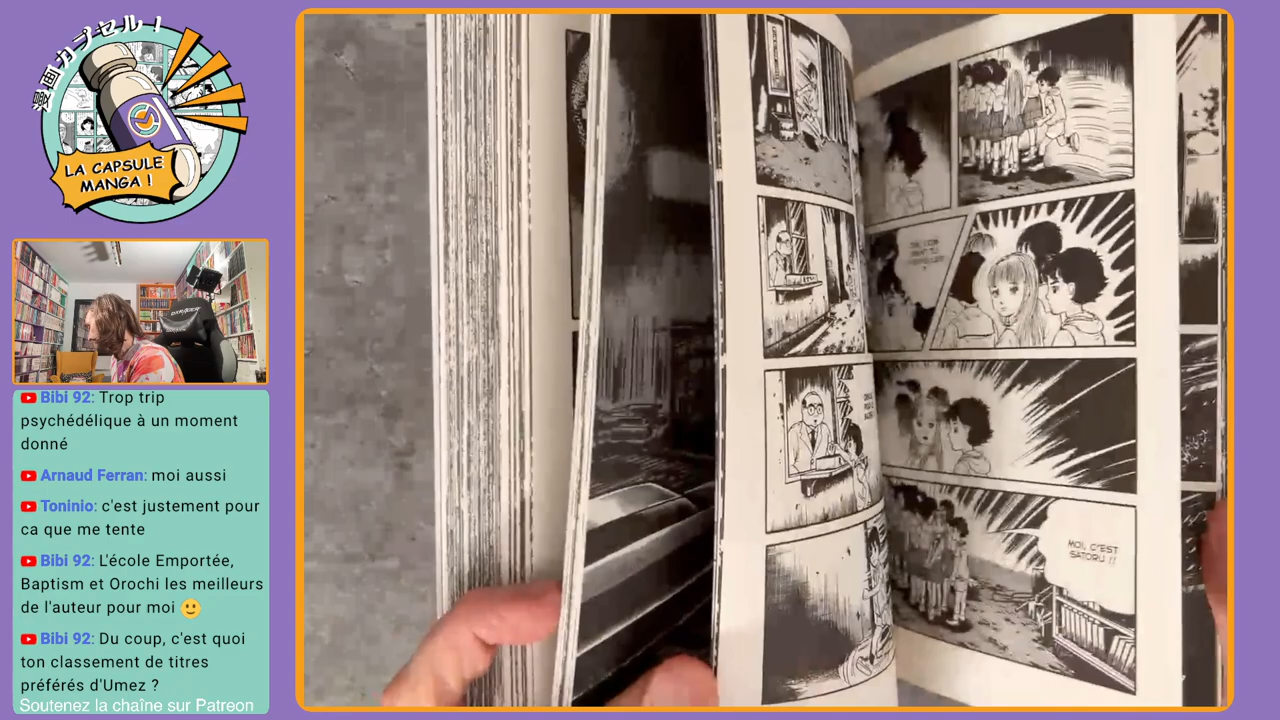 漫画カプセル！
LA CAPSULE
MANGA !
Bibi 92: Trop trip
psychédélique à un moment
donné
Arnaud Ferran: moi aussi
Toninio: c'est justement pour
ca que me tente
Bibi 92: L'école Emportée,
Baptism et Orochi les meilleurs
de l'auteur pour moi 🙂
Bibi 92: Du coup, c'est quoi
ton classement de titres
préférés d'Umez ?
Soutenez la chaîne sur Patreon
MOI, C'EST
SATORU !!